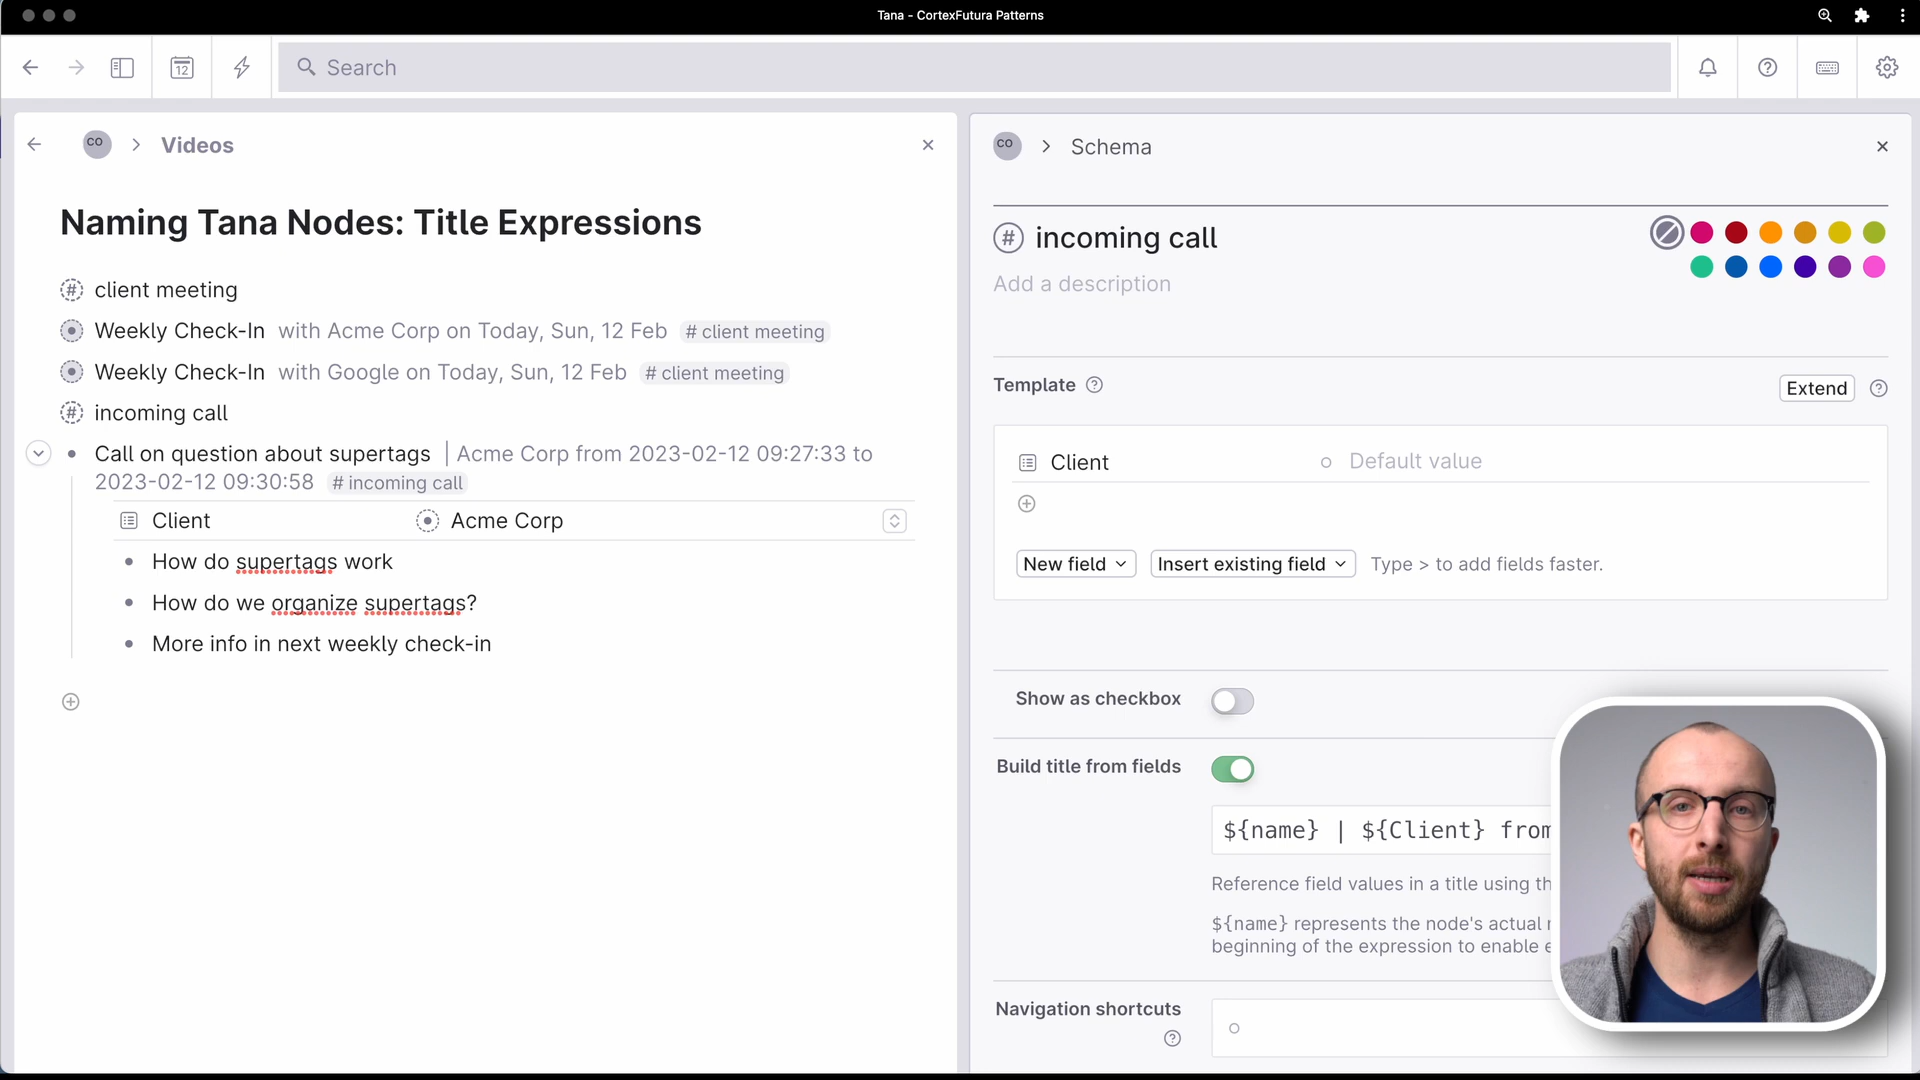 Tana - CortexFutura Patterns
12
Search
CO > Videos
Naming Tana Nodes: Title Expressions
# client meeting
Weekly Check-In with Acme Corp on Today, Sun, 12 Feb # client meeting
Weekly Check-In with Google on Today, Sun, 12 Feb # client meeting
# incoming call
Call on question about supertags | Acme Corp from 2023-02-12 09:27:33 to
2023-02-12 09:30:58 # incoming call
Client Acme Corp
How do supertags work
How do we organize supertags?
More info in next weekly check-in
CO > Schema
# incoming call
Add a description
Template ? Extend ?
Client Default value
New field Insert existing field Type > to add fields faster.
Show as checkbox
Build title from fields
${name} | ${Client} from
Reference field values in a title using
${name} represents the node's actual
beginning of the expression to enable
Navigation shortcuts
?